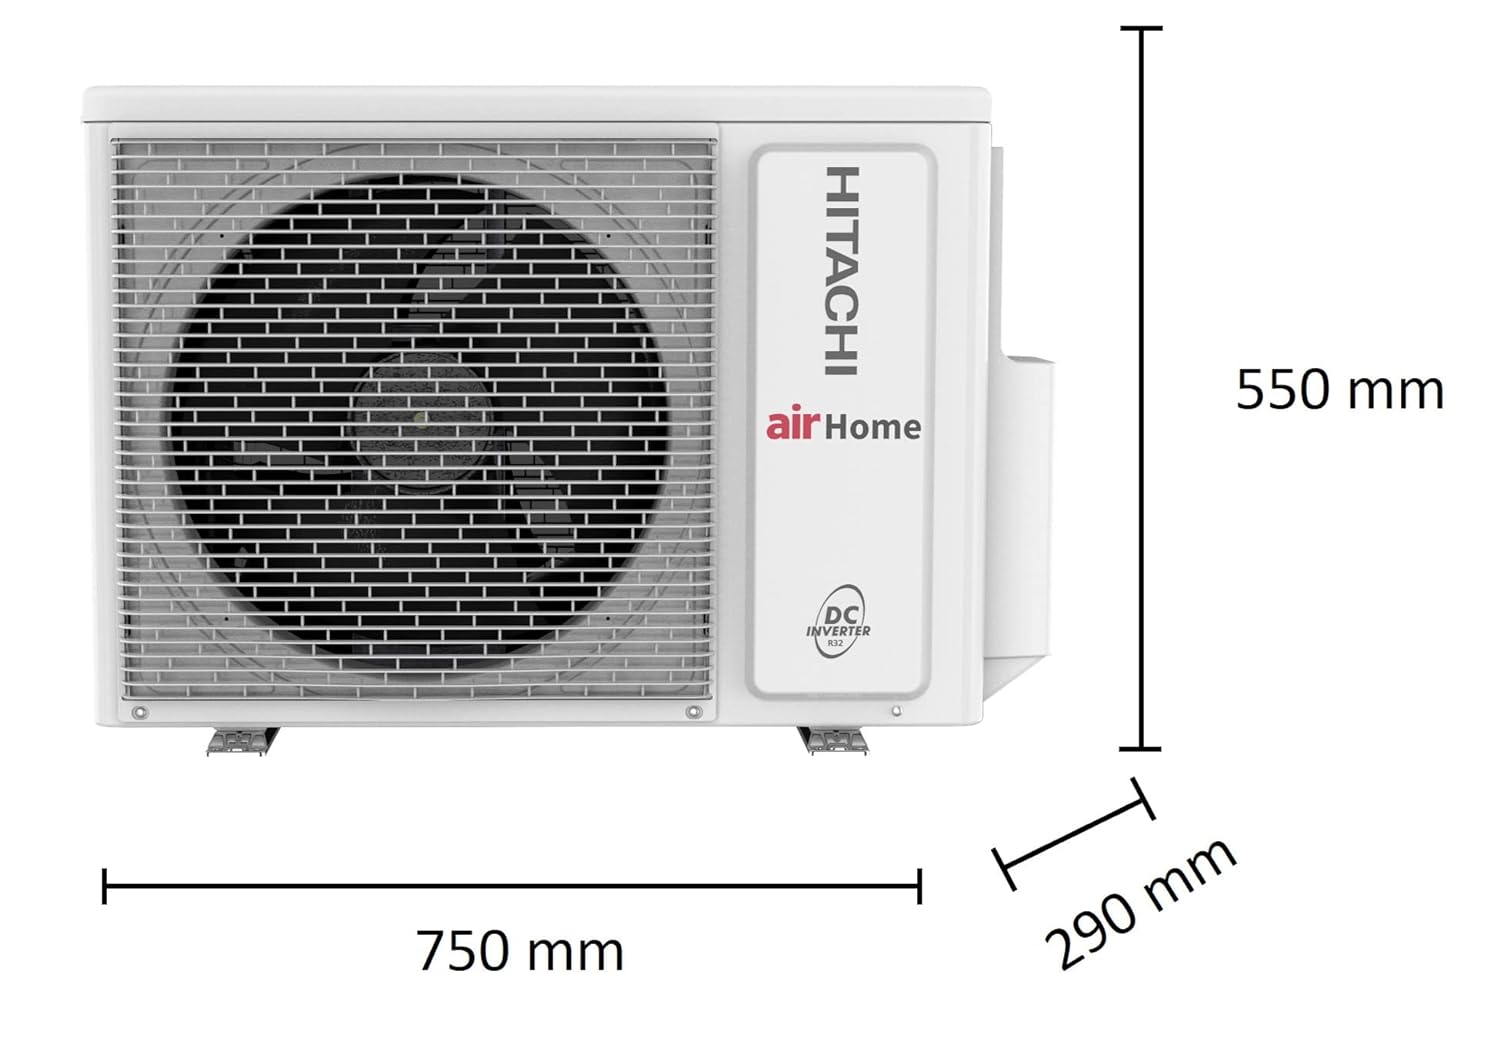 HITACHI
air Home
DC
INVERTER
R32
550 mm
290 mm
750 mm